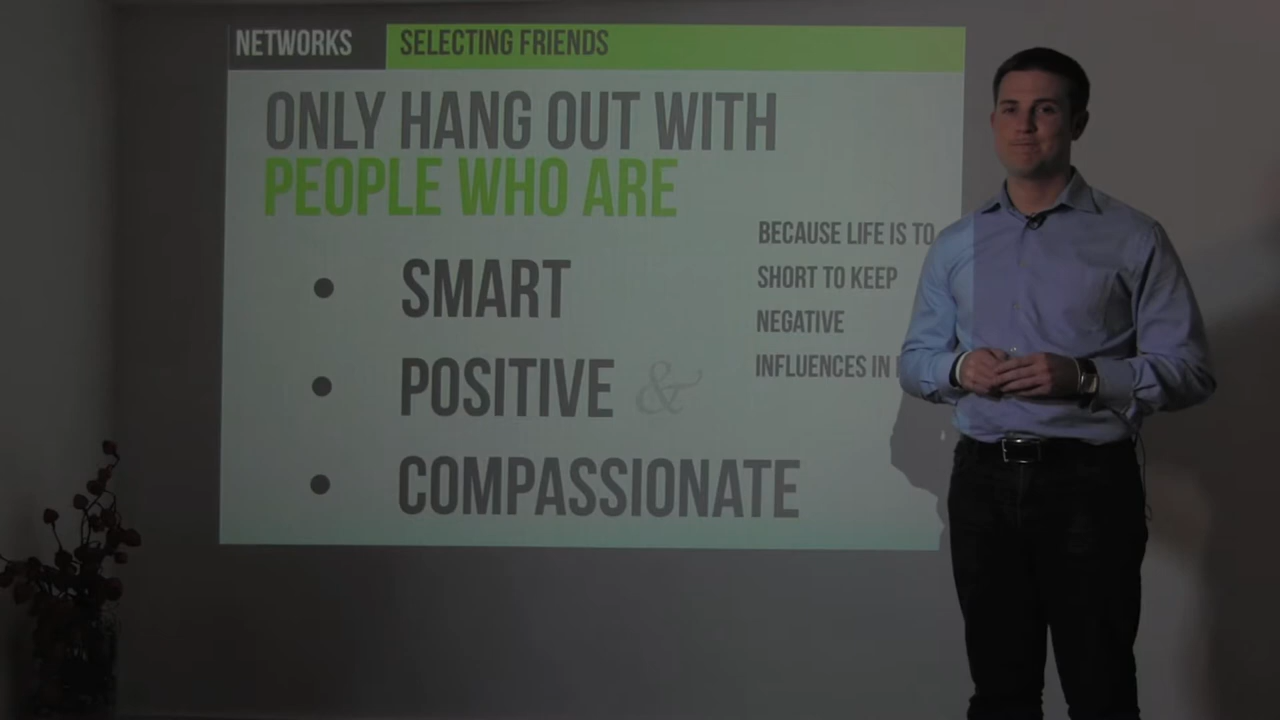 NETWORKS
SELECTING FRIENDS
ONLY HANG OUT WITH
PEOPLE WHO ARE
• SMART
• POSITIVE &
• COMPASSIONATE
BECAUSE LIFE IS TO
SHORT TO KEEP
NEGATIVE
INFLUENCES IN